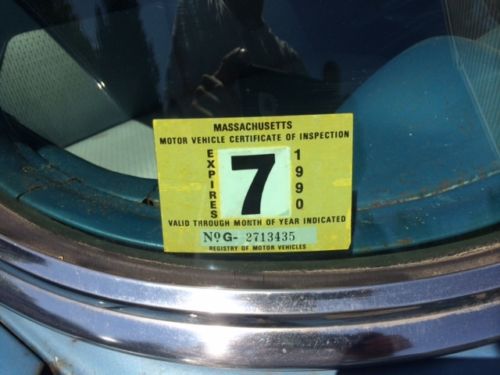 MASSACHUSETTS
MOTOR VEHICLE CERTIFICATE OF INSPECTION
EXPIRES
7
1990
VALID THROUGH MONTH OF YEAR INDICATED
Nº G- 2713435
REGISTRY OF MOTOR VEHICLES